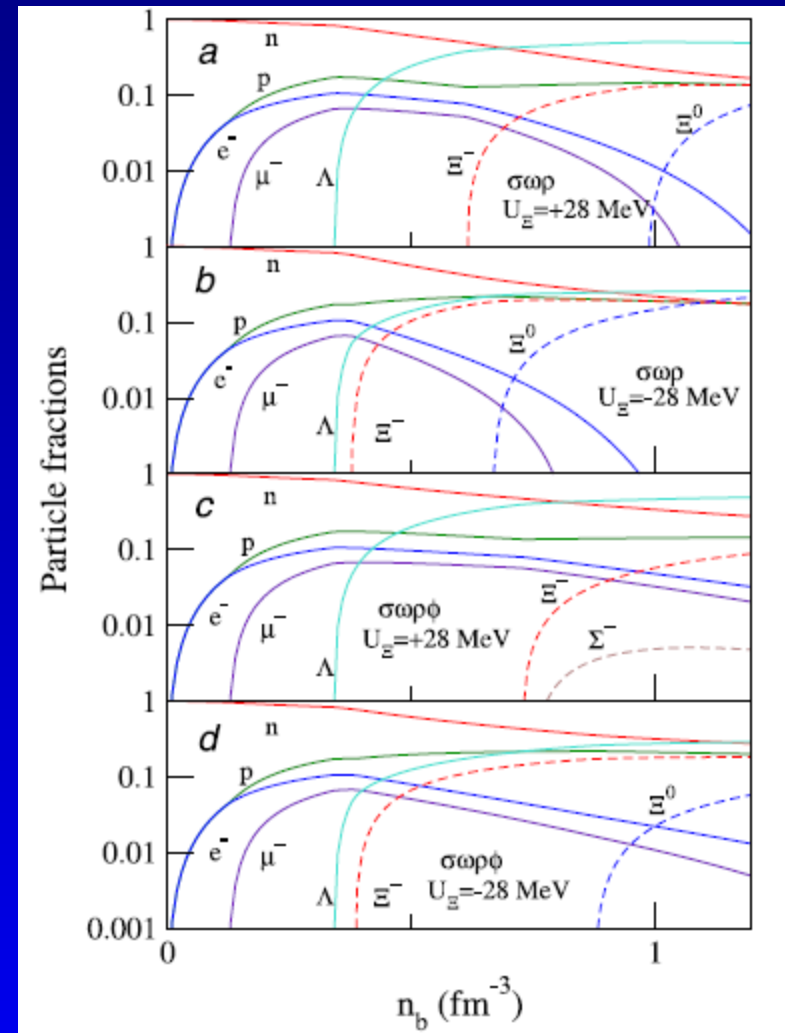 Particle fractions
1
a
n
p
0.1
e⁻
μ⁻
Λ
Ξ⁻
Ξ⁰
0.01
σωρ
U_Ξ=+28 MeV
1
b
n
p
0.1
e⁻
μ⁻
Λ
Ξ⁻
Ξ⁰
0.01
σωρ
U_Ξ=-28 MeV
1
c
n
p
0.1
e⁻
μ⁻
Λ
Ξ⁻
Σ⁻
0.01
σωρφ
U_Ξ=+28 MeV
1
d
n
p
0.1
e⁻
μ⁻
Λ
Ξ⁻
Ξ⁰
0.01
σωρφ
U_Ξ=-28 MeV
0.001
0 1
n_b (fm⁻³)